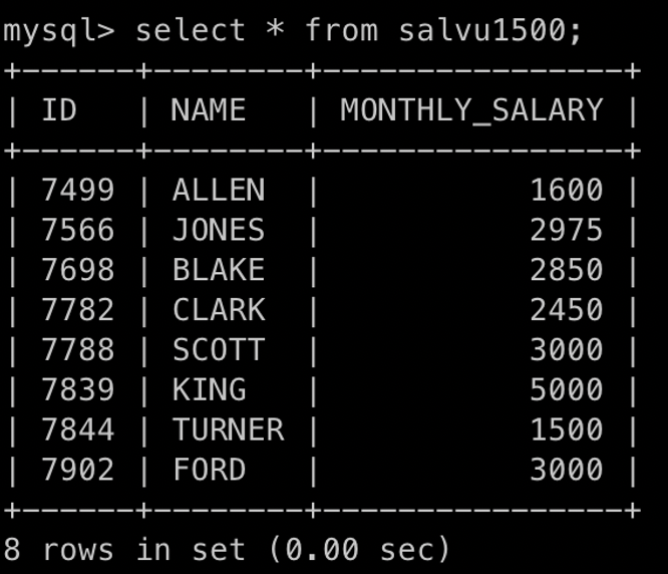 mysql> select * from salvu1500;
+------+--------+----------------+
| ID   | NAME   | MONTHLY_SALARY |
+------+--------+----------------+
| 7499 | ALLEN  |           1600 |
| 7566 | JONES  |           2975 |
| 7698 | BLAKE  |           2850 |
| 7782 | CLARK  |           2450 |
| 7788 | SCOTT  |           3000 |
| 7839 | KING   |           5000 |
| 7844 | TURNER |           1500 |
| 7902 | FORD   |           3000 |
+------+--------+----------------+
8 rows in set (0.00 sec)